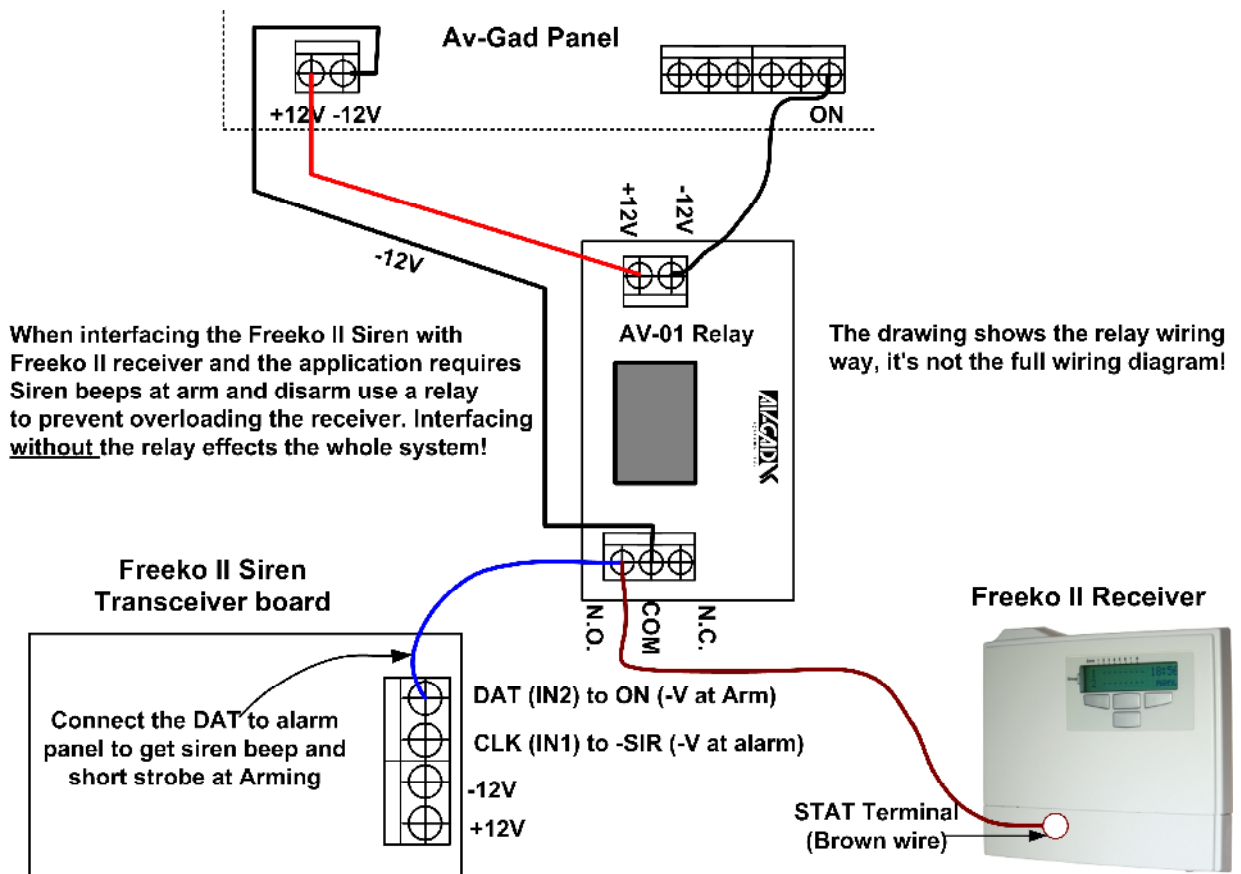 Av-Gad Panel
+12V -12V
ON
+12V
-12V
-12V
AV-01 Relay
When interfacing the Freeko II Siren with
Freeko II receiver and the application requires
Siren beeps at arm and disarm use a relay
to prevent overloading the receiver. Interfacing
without the relay effects the whole system!
The drawing shows the relay wiring
way, it's not the full wiring diagram!
AV-GAD
N.O.
COM
N.C.
Freeko II Siren
Transceiver board
Freeko II Receiver
Connect the DAT to alarm
panel to get siren beep and
short strobe at Arming
DAT (IN2) to ON (-V at Arm)
CLK (IN1) to -SIR (-V at alarm)
-12V
+12V
18:56
STAT Terminal
(Brown wire)